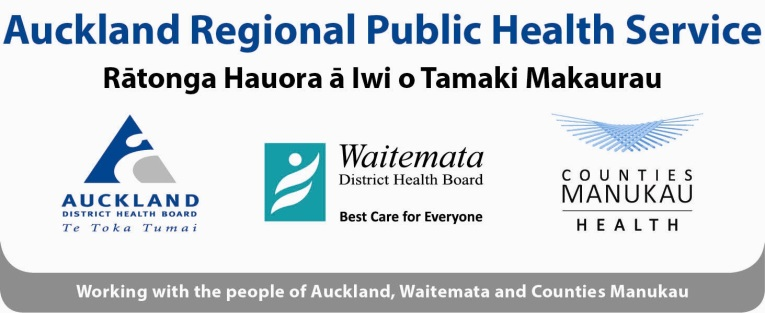 Auckland Regional Public Health Service
Rātonga Hauora ā Iwi o Tamaki Makaurau
AUCKLAND
DISTRICT HEALTH BOARD
Te Toka Tumai
Waitemata
District Health Board
Best Care for Everyone
COUNTIES
MANUKAU
HEALTH
Working with the people of Auckland, Waitemata and Counties Manukau